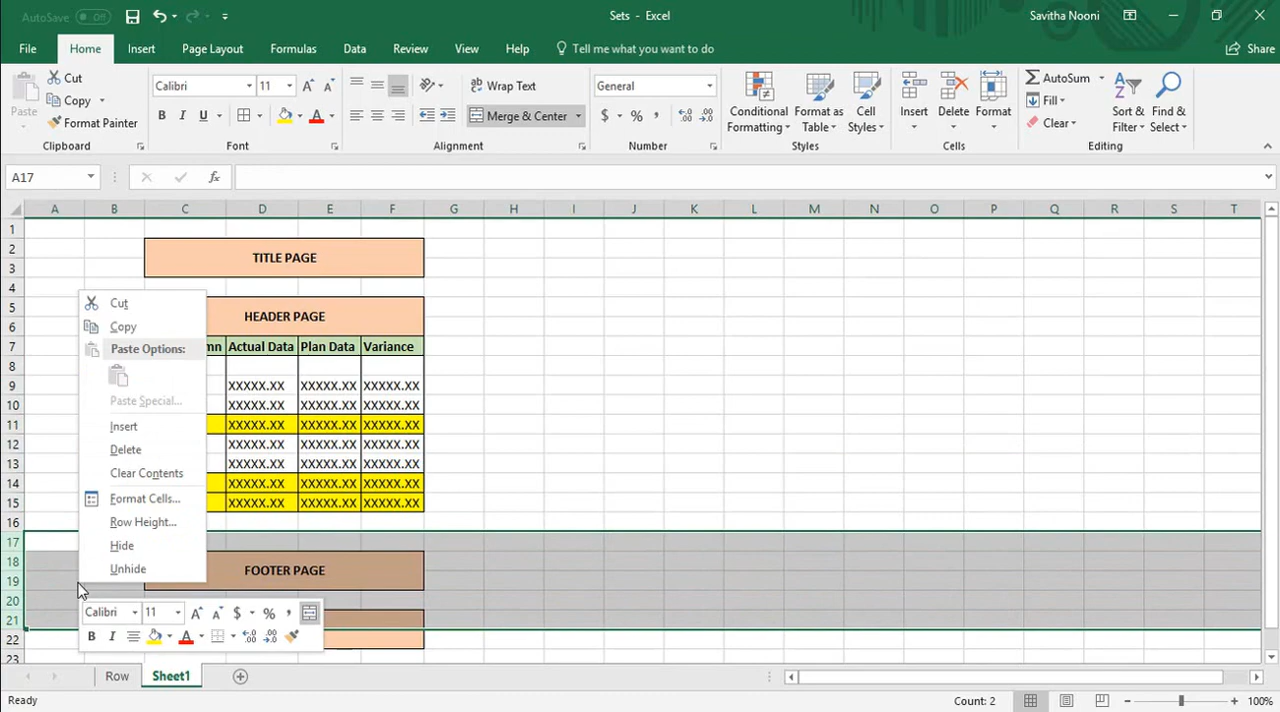 AutoSave Off Sets - Excel Savitha Nooni
File Home Insert Page Layout Formulas Data Review View Help Tell me what you want to do Share
Cut
Copy
Format Painter
Paste
Clipboard
Calibri 11
B I U
Font
Wrap Text
Merge & Center
Alignment
General
$ % ,
Number
Conditional Formatting
Format as Table
Cell Styles
Styles
Insert Delete Format
Cells
AutoSum
Fill
Clear
Sort & Filter
Find & Select
Editing
A17 fx
A B C D E F G H I J K L M N O P Q R S T
1
2
3
TITLE PAGE
4
5
6
HEADER PAGE
7 mn Actual Data Plan Data Variance
8
9 XXXXX.XX XXXXX.XX XXXXX.XX
10 XXXXX.XX XXXXX.XX XXXXX.XX
11 XXXXX.XX XXXXX.XX XXXXX.XX
12 XXXXX.XX XXXXX.XX XXXXX.XX
13 XXXXX.XX XXXXX.XX XXXXX.XX
14 XXXXX.XX XXXXX.XX XXXXX.XX
15 XXXXX.XX XXXXX.XX XXXXX.XX
16
17
18
19
FOOTER PAGE
20
21
22
23
Cut
Copy
Paste Options:
Paste Special...
Insert
Delete
Clear Contents
Format Cells...
Row Height...
Hide
Unhide
Calibri 11 A A $ % ,
B I A
Row Sheet1
Ready Count: 2 100%